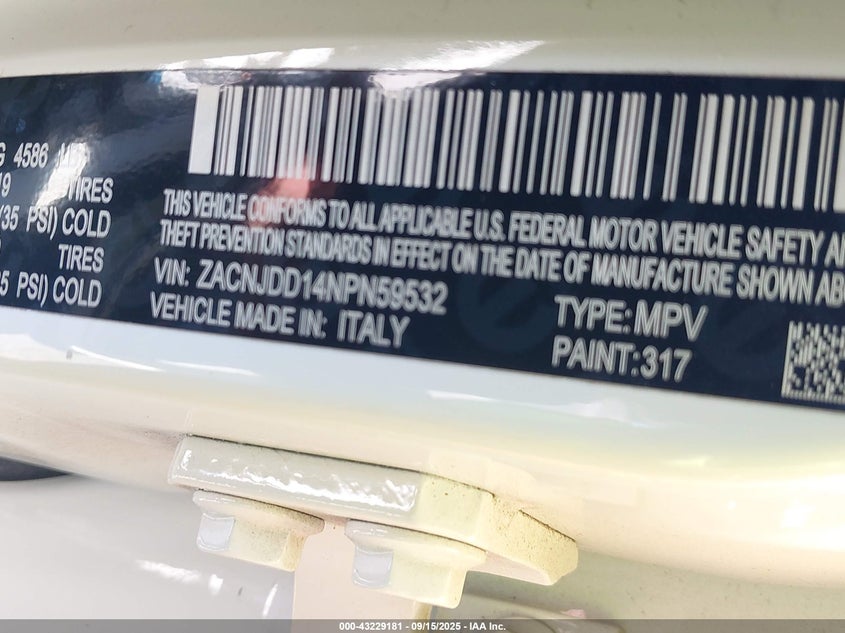 G 4586
TIRES
35 PSI) COLD
TIRES
5 PSI) COLD
THIS VEHICLE CONFORMS TO ALL APPLICABLE U.S. FEDERAL MOTOR VEHICLE SAFETY
THEFT PREVENTION STANDARDS IN EFFECT ON THE DATE OF MANUFACTURE SHOWN
VIN: ZACNJDD14NPN59532
TYPE: MPV
VEHICLE MADE IN: ITALY
PAINT: 317
000-43229181 - 09/15/2025 - IAA Inc.